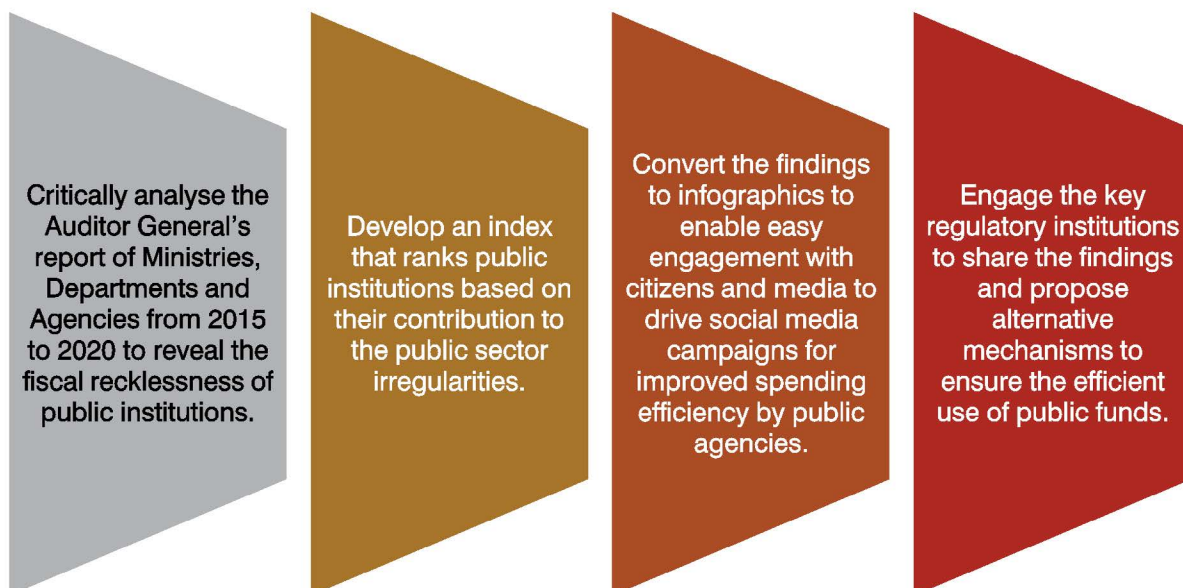 Critically analyse the
Auditor General's
report of Ministries,
Departments and
Agencies from 2015
to 2020 to reveal the
fiscal recklessness of
public institutions.
Develop an index
that ranks public
institutions based on
their contribution to
the public sector
irregularities.
Convert the findings
to infographics to
enable easy
engagement with
citizens and media to
drive social media
campaigns for
improved spending
efficiency by public
agencies.
Engage the key
regulatory institutions
to share the findings
and propose
alternative
mechanisms to
ensure the efficient
use of public funds.